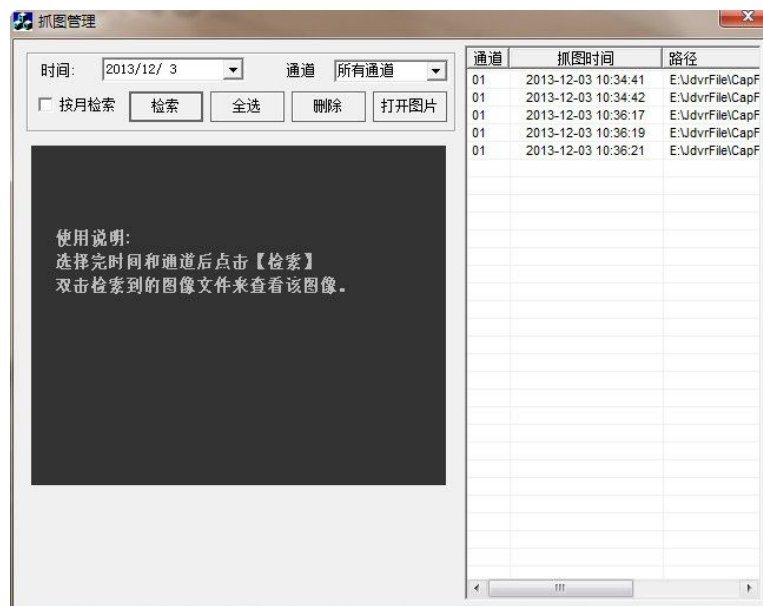 抓图管理
时间: 2013/12/ 3 通道 所有通道
按月检索 检索 全选 删除 打开图片
使用说明:
选择完时间和通道后点击【检索】
双击检索到的图像文件来查看该图像。
通道 抓图时间 路径
01 2013-12-03 10:34:41 E:\JdvrFile\CapF
01 2013-12-03 10:34:42 E:\JdvrFile\CapF
01 2013-12-03 10:36:17 E:\JdvrFile\CapF
01 2013-12-03 10:36:19 E:\JdvrFile\CapF
01 2013-12-03 10:36:21 E:\JdvrFile\CapF